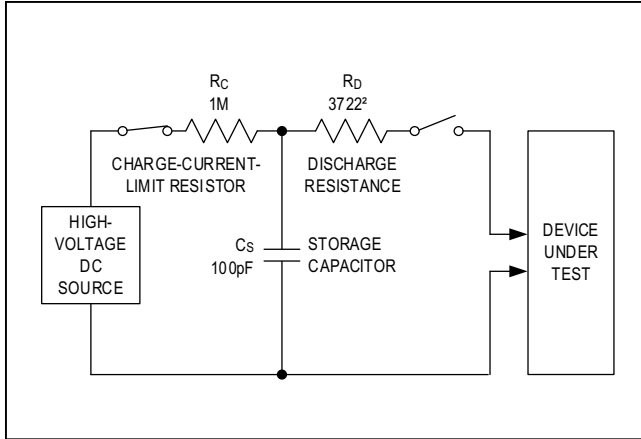 RC
1M
RD
3722²
CHARGE-CURRENT-
LIMIT RESISTOR
DISCHARGE
RESISTANCE
HIGH-
VOLTAGE
DC
SOURCE
CS
100pF
STORAGE
CAPACITOR
DEVICE
UNDER
TEST